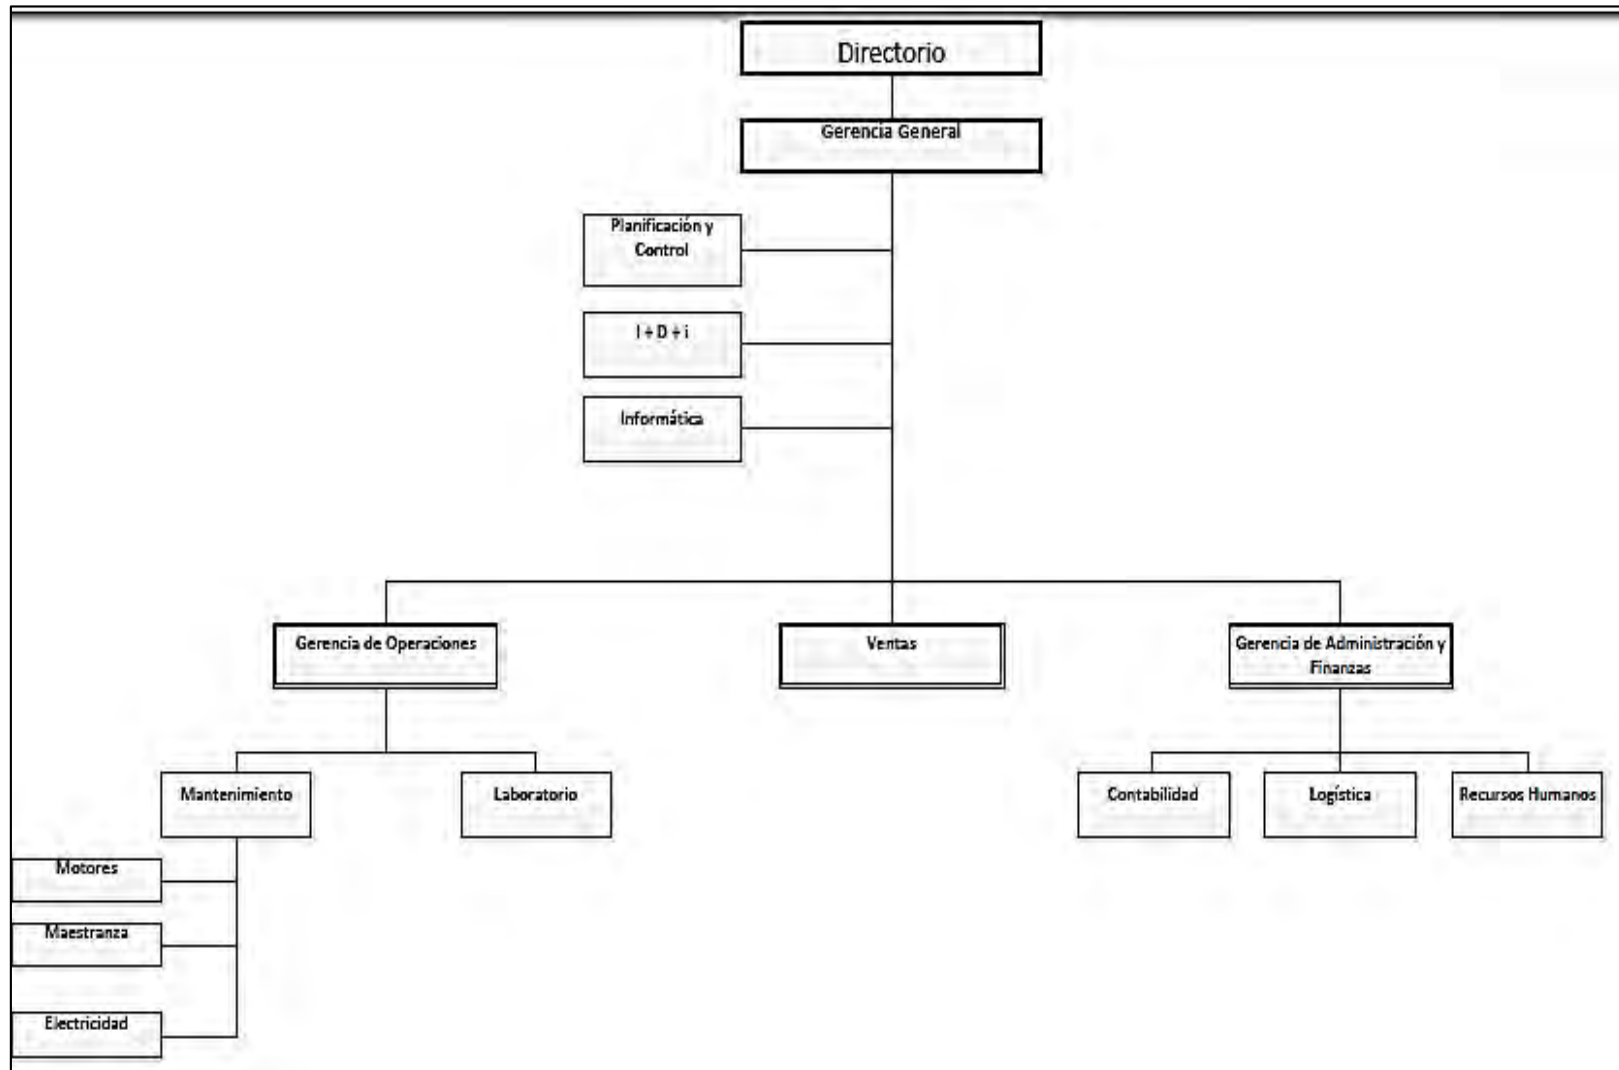 Directorio
Gerencia General
Planificación y
Control
I + D + i
Informática
Gerencia de Operaciones
Ventas
Gerencia de Administración y
Finanzas
Mantenimiento
Laboratorio
Contabilidad
Logística
Recursos Humanos
Motores
Maestranza
Electricidad